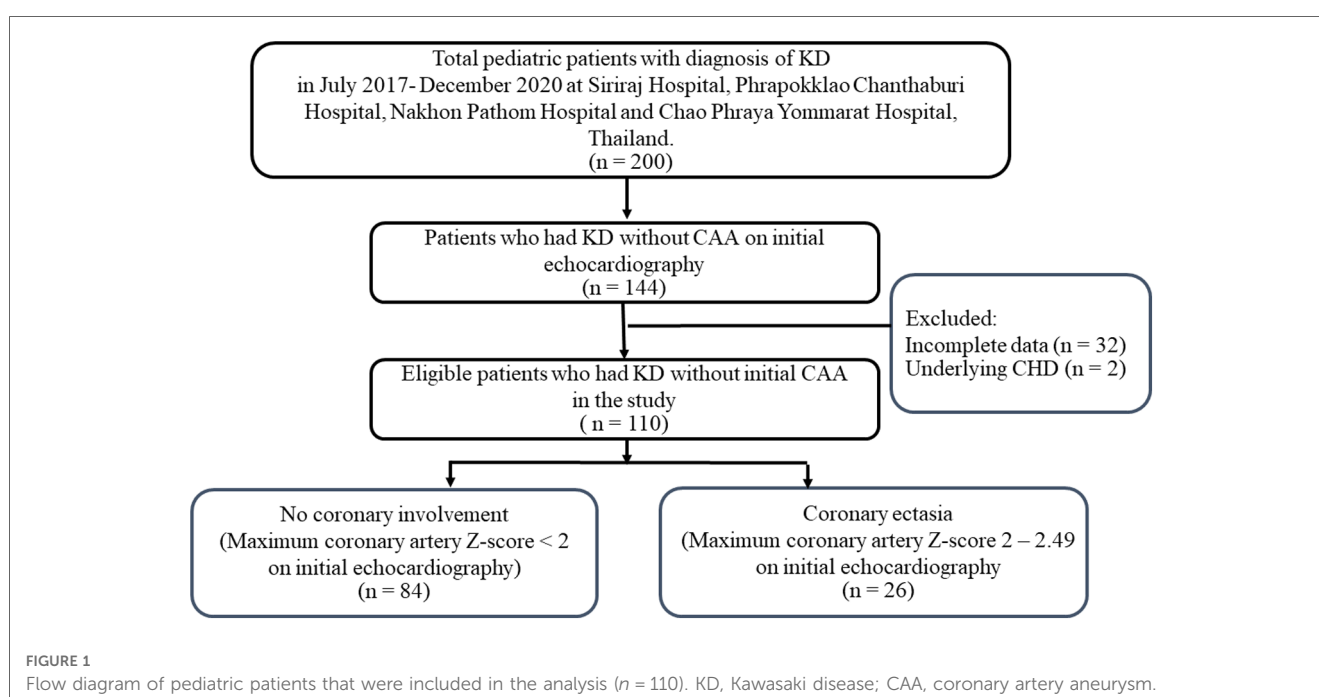 Total pediatric patients with diagnosis of KD
in July 2017- December 2020 at Siriraj Hospital, Phrapokklao Chanthaburi
Hospital, Nakhon Pathom Hospital and Chao Phraya Yommarat Hospital,
Thailand.
(n = 200)
Patients who had KD without CAA on initial
echocardiography
(n = 144)
Excluded:
Incomplete data (n = 32)
Underlying CHD (n = 2)
Eligible patients who had KD without initial CAA
in the study
( n = 110)
No coronary involvement
(Maximum coronary artery Z-score < 2
on initial echocardiography)
(n = 84)
Coronary ectasia
(Maximum coronary artery Z-score 2 – 2.49
on initial echocardiography
(n = 26)
FIGURE 1
Flow diagram of pediatric patients that were included in the analysis (n = 110). KD, Kawasaki disease; CAA, coronary artery aneurysm.